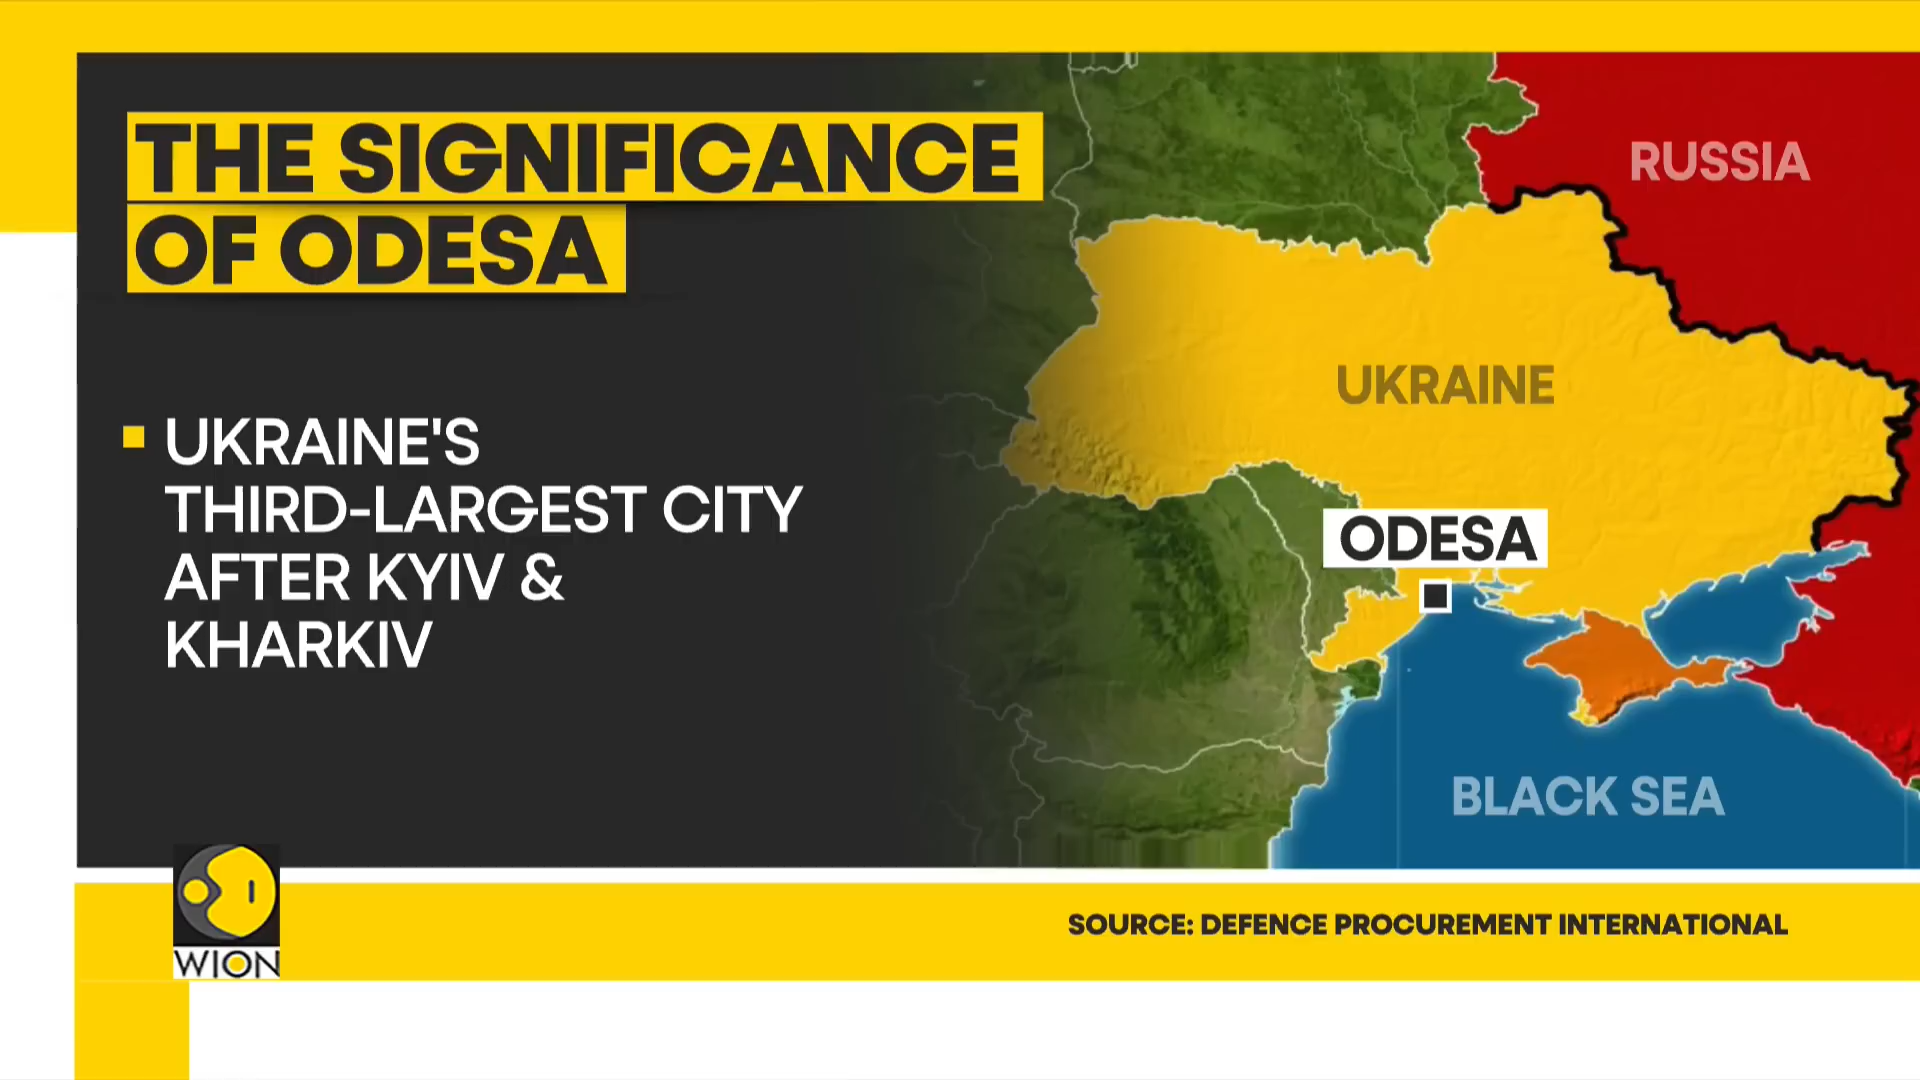 THE SIGNIFICANCE
OF ODESA
UKRAINE'S
THIRD-LARGEST CITY
AFTER KYIV &
KHARKIV
RUSSIA
UKRAINE
ODESA
BLACK SEA
SOURCE: DEFENCE PROCUREMENT INTERNATIONAL
WION